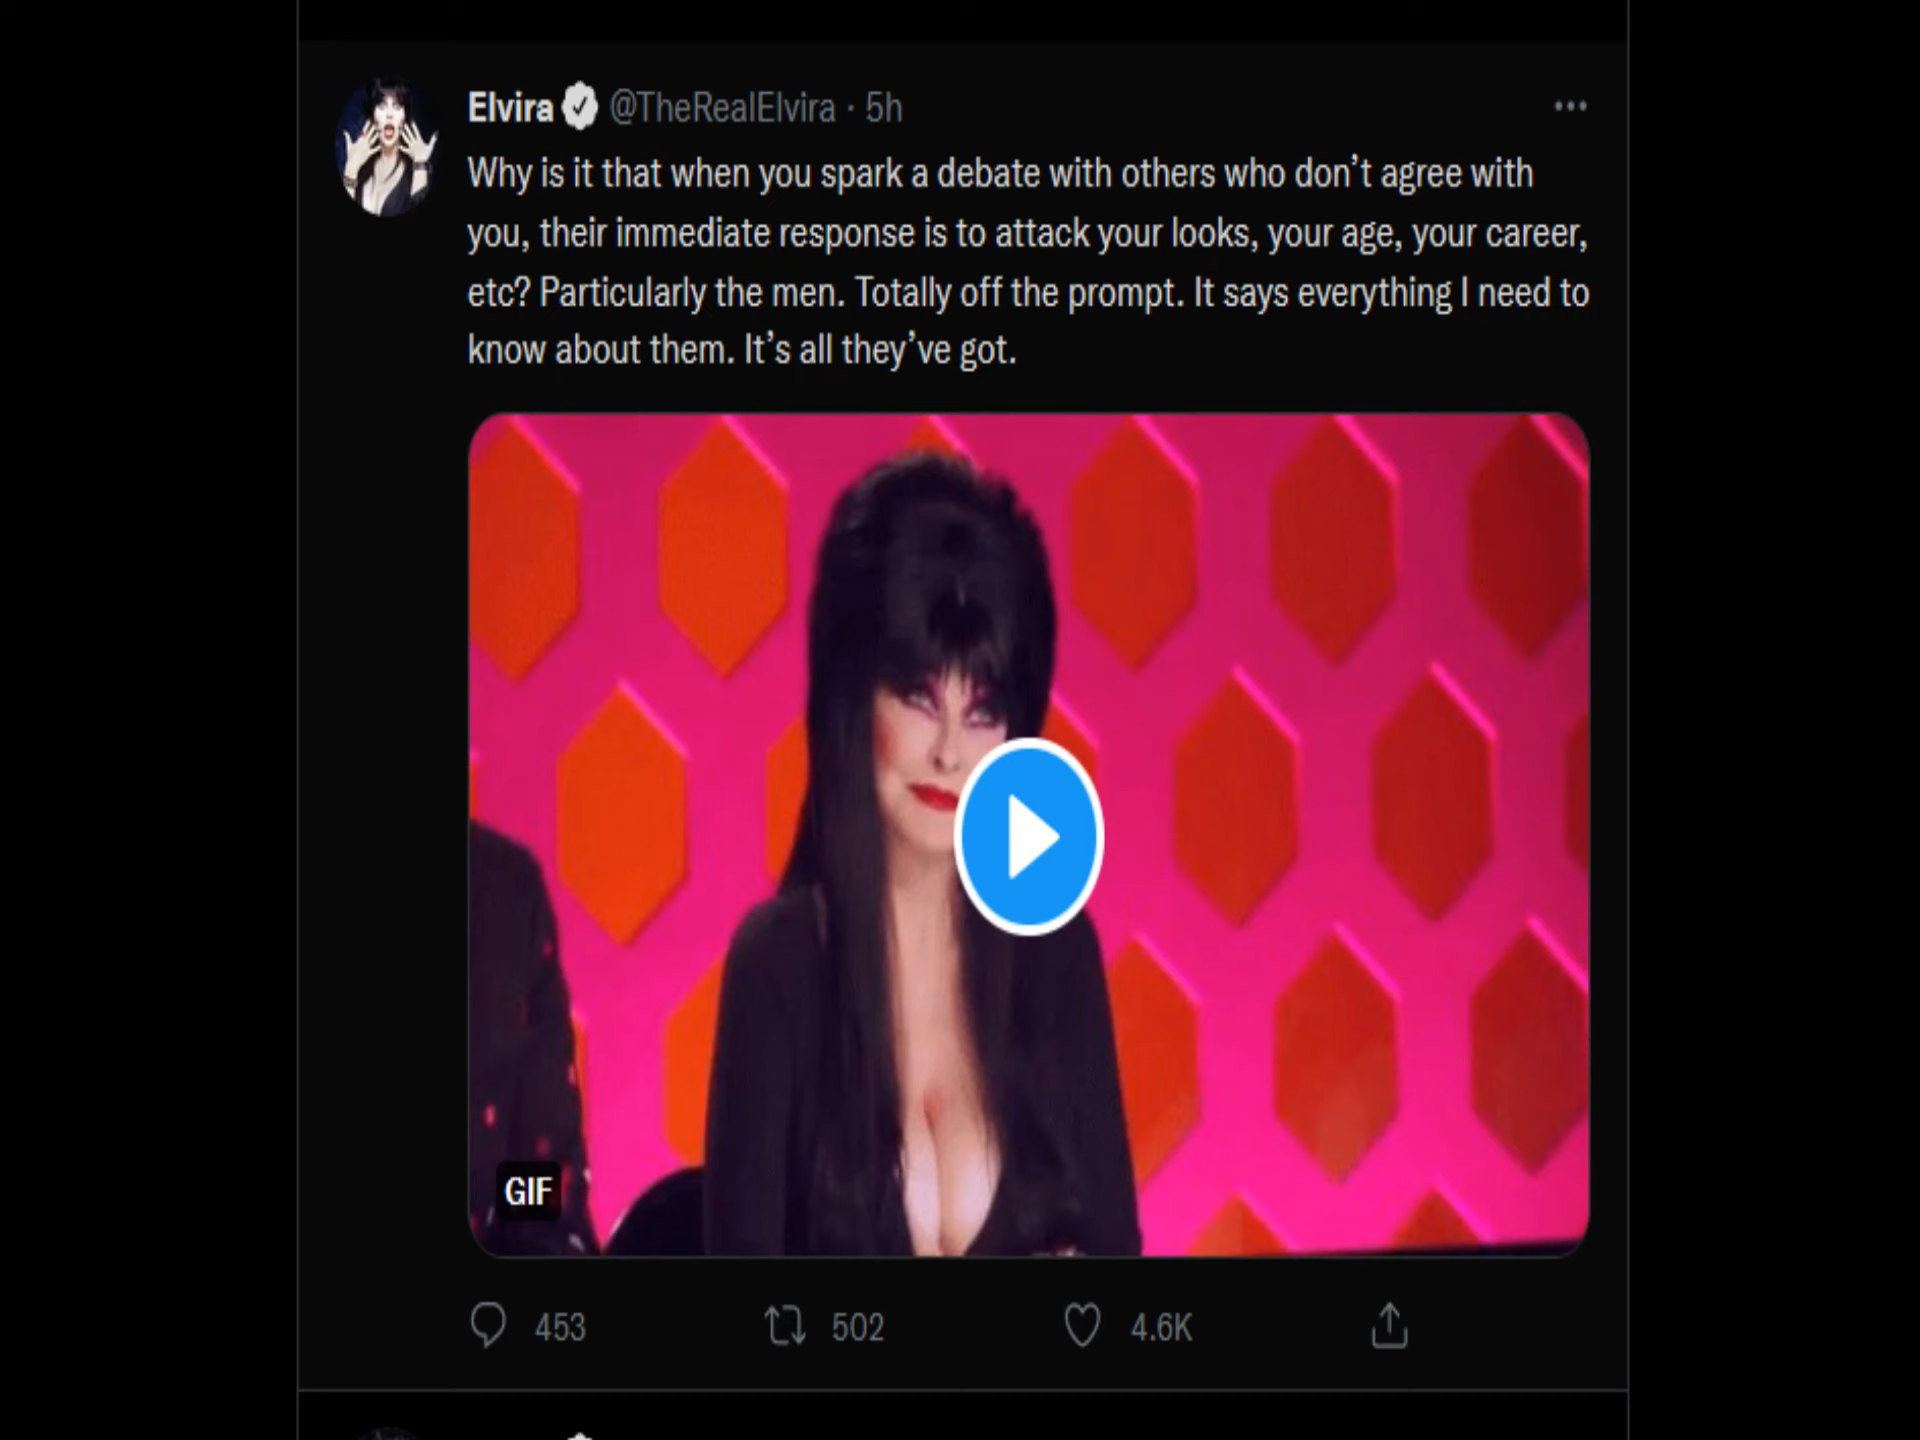 Elvira @TheRealElvira · 5h
Why is it that when you spark a debate with others who don’t agree with
you, their immediate response is to attack your looks, your age, your career,
etc? Particularly the men. Totally off the prompt. It says everything I need to
know about them. It’s all they’ve got.
GIF
453 502 4.6K